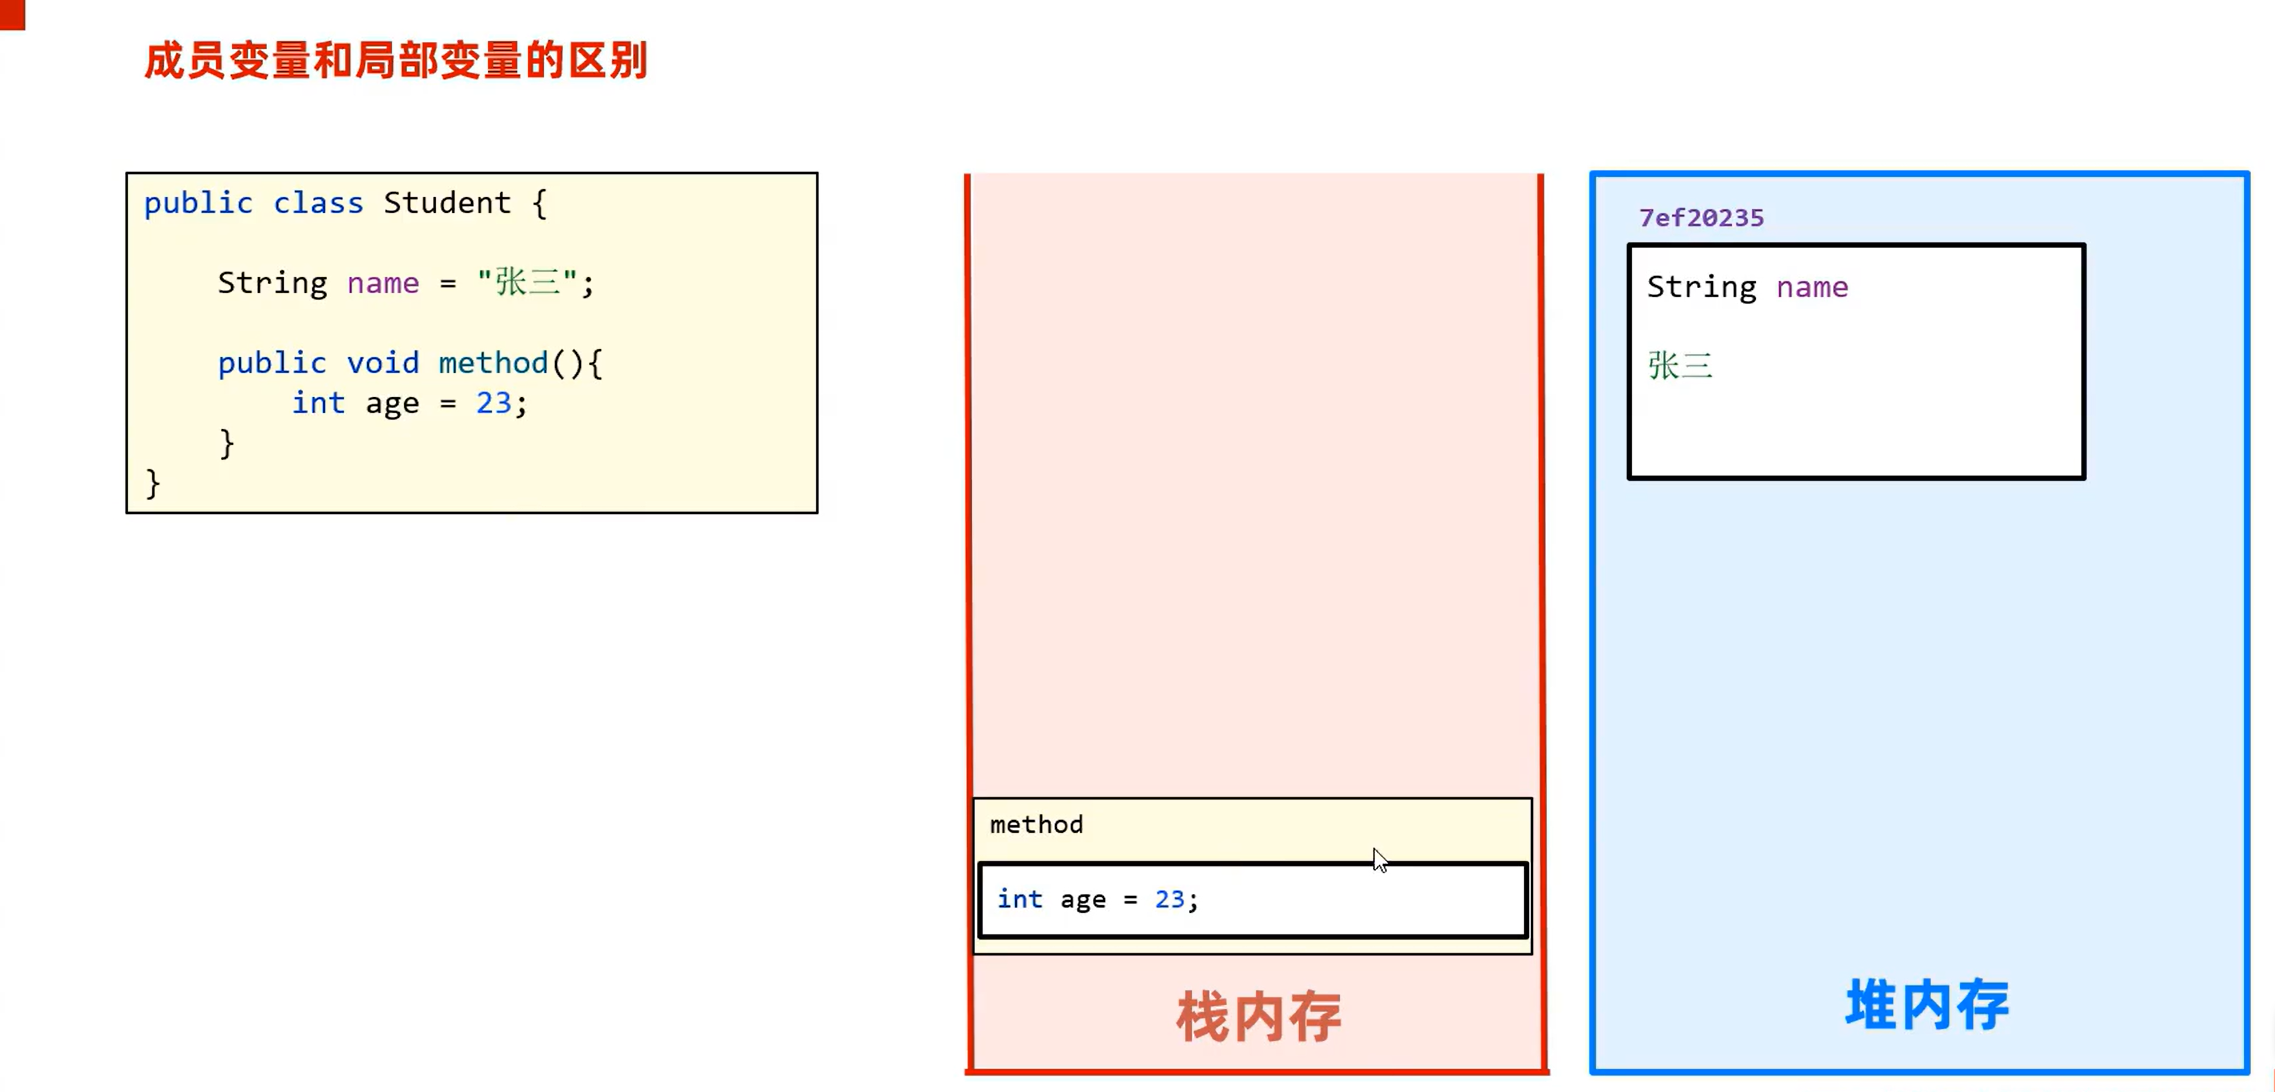 成员变量和局部变量的区别
public class Student {
String name = "张三";
public void method(){
int age = 23;
}
}
method
int age = 23;
栈内存
7ef20235
String name
张三
堆内存